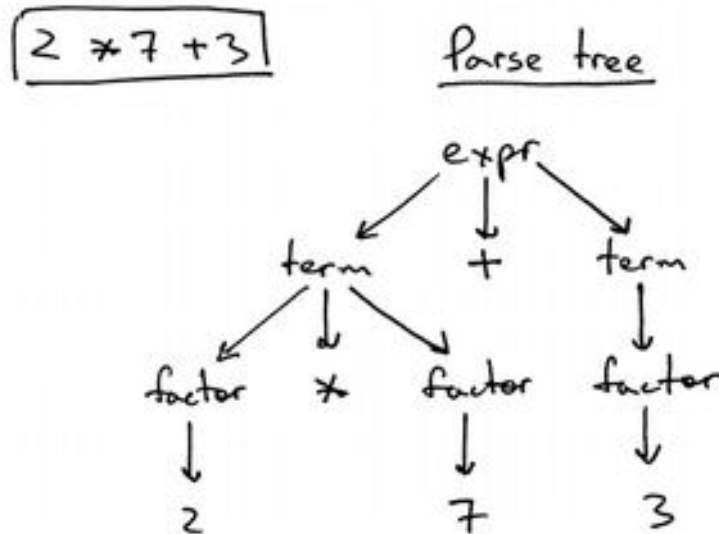 2 * 7 + 3
Parse tree
expr
term + term
factor * factor factor
2 7 3